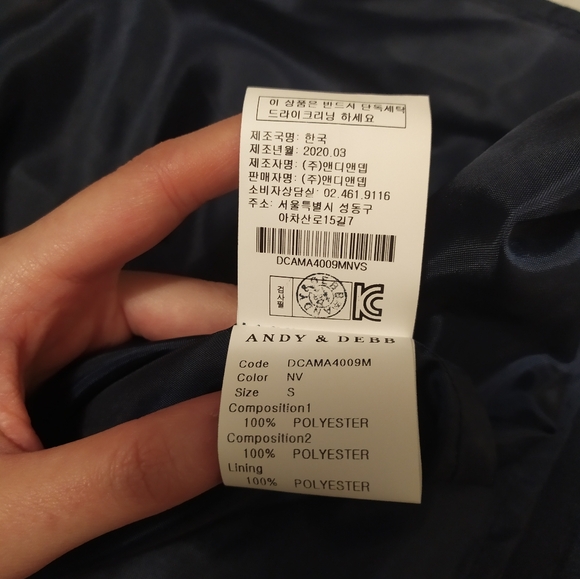 이 상품은 반드시 단독세탁
드라이크리닝 하세요
제조국명: 한국
제조년월: 2020.03
제조자명: (주)앤디앤뎁
판매자명: (주)앤디앤뎁
소비자상담실: 02.461.9116
주소: 서울특별시 성동구
아차산로15길7
DCAMA4009MNVS
검사필
ANDY & DEBB
Code DCAMA4009M
Color NV
Size S
Composition1
100% POLYESTER
Composition2
100% POLYESTER
Lining
100% POLYESTER